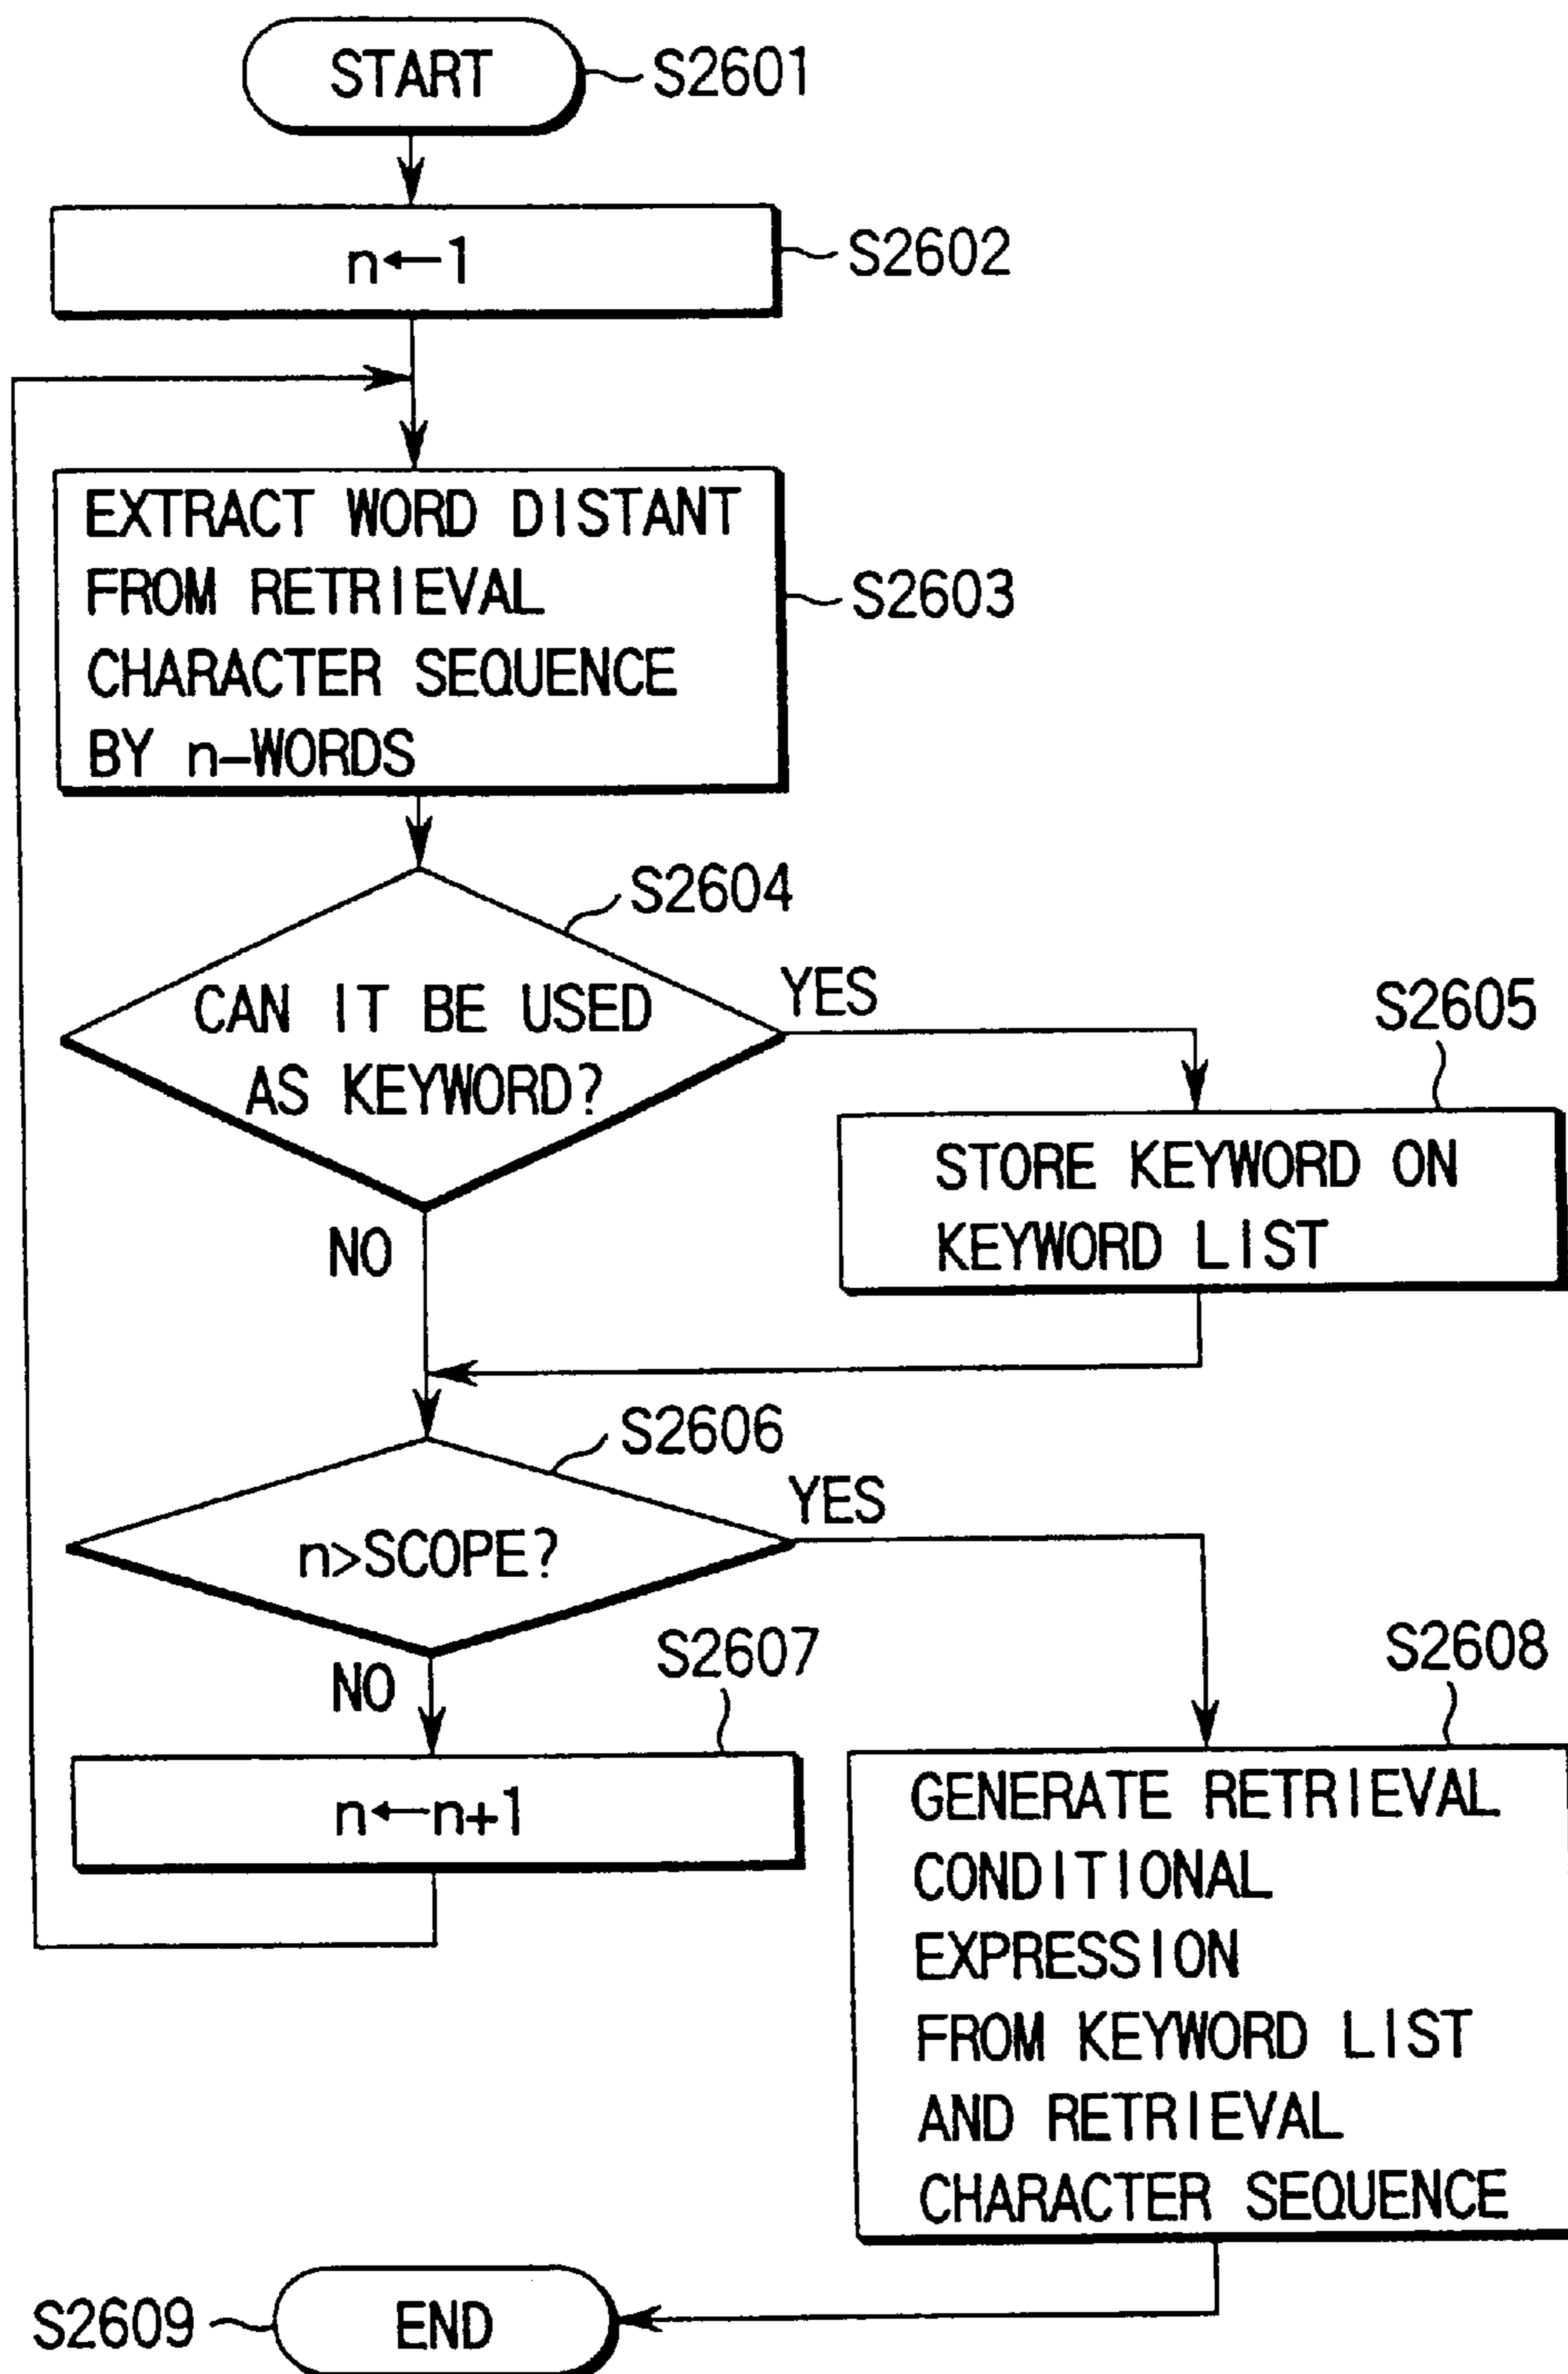 START
S2601
n←1
S2602
EXTRACT WORD DISTANT
FROM RETRIEVAL
CHARACTER SEQUENCE
BY n-WORDS
S2603
S2604
CAN IT BE USED
AS KEYWORD?
YES
NO
S2605
STORE KEYWORD ON
KEYWORD LIST
S2606
n>SCOPE?
YES
NO
S2607
n←n+1
S2608
GENERATE RETRIEVAL
CONDITIONAL
EXPRESSION
FROM KEYWORD LIST
AND RETRIEVAL
CHARACTER SEQUENCE
S2609
END